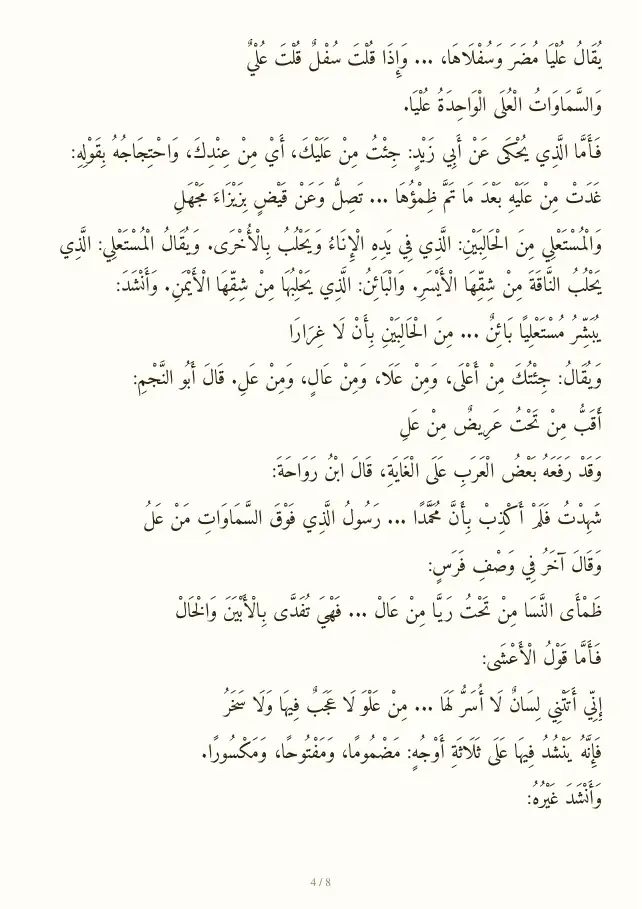 يُقَالُ عُلْيَا مُضَرَ وَسُفْلَاهَا، ... وَإِذَا قُلْتَ سُفْلٌ قُلْتَ عُلْيٌ
وَالسَّمَاوَاتُ الْعُلَى الْوَاحِدَةُ عُلْيَا.
فَأَمَّا الَّذِي يُحْكَى عَنْ أَبِي زَيْدٍ: جِئْتُ مِنْ عَلَيْكَ، أَيْ مِنْ عِنْدِكَ، وَاحْتِجَاجُهُ بِقَوْلِهِ:
غَدَتْ مِنْ عَلَيْهِ بَعْدَ مَا تَمَّ ظِمْؤُهَا ... تَصِلُّ وَعَنْ قَيْضٍ بِزَيْزَاءَ مَجْهَلِ
وَالْمُسْتَعْلِي مِنَ الْحَالِبَيْنِ: الَّذِي فِي يَدِهِ الْإِنَاءُ وَيَحْلُبُ بِالْأُخْرَى. وَيُقَالُ الْمُسْتَعْلِي: الَّذِي
يَحْلُبُ النَّاقَةَ مِنْ شِقِّهَا الْأَيْسَرِ. وَالْبَائِنُ: الَّذِي يَحْلِبُهَا مِنْ شِقِّهَا الْأَيْمَنِ. وَأَنْشَدَ:
يُبَشِّرُ مُسْتَعْلِيًا بَائِنٌ ... مِنَ الْحَالِبَيْنِ بِأَنْ لَا غِرَارَا
وَيُقَالُ: جِئْتُكَ مِنْ أَعْلَى، وَمِنْ عَلَا، وَمِنْ عَالٍ، وَمِنْ عَلِ. قَالَ أَبُو النَّجْمِ:
أَقَبُّ مِنْ تَحْتُ عَرِيضٌ مِنْ عَلِ
وَقَدْ رَفَعَهُ بَعْضُ الْعَرَبِ عَلَى الْغَايَةِ، قَالَ ابْنُ رَوَاحَةَ:
شَهِدْتُ فَلَمْ أَكْذِبْ بِأَنَّ مُحَمَّدًا ... رَسُولُ الَّذِي فَوْقَ السَّمَاوَاتِ مَنْ عَلُ
وَقَالَ آخَرُ فِي وَصْفِ فَرَسٍ:
ظَمْأَى النَّسَا مِنْ تَحْتُ رَيَّا مِنْ عَالْ ... فَهْيَ تُفَدَّى بِالْأَبْيَنَ وَالْخَالْ
فَأَمَّا قَوْلُ الْأَعْشَى:
إِنِّي أَتَتْنِي لِسَانٌ لَا أُسَرُّ لَهَا ... مِنْ عَلْوَ لَا عَجَبٌ فِيهَا وَلَا سَخَرُ
فَإِنَّهُ يَنْشُدُ فِيهَا عَلَى ثَلَاثَةِ أَوْجُهٍ: مَضْمُومًا، وَمَفْتُوحًا، وَمَكْسُورًا.
وَأَنْشَدَ غَيْرُهُ:
4 / 8